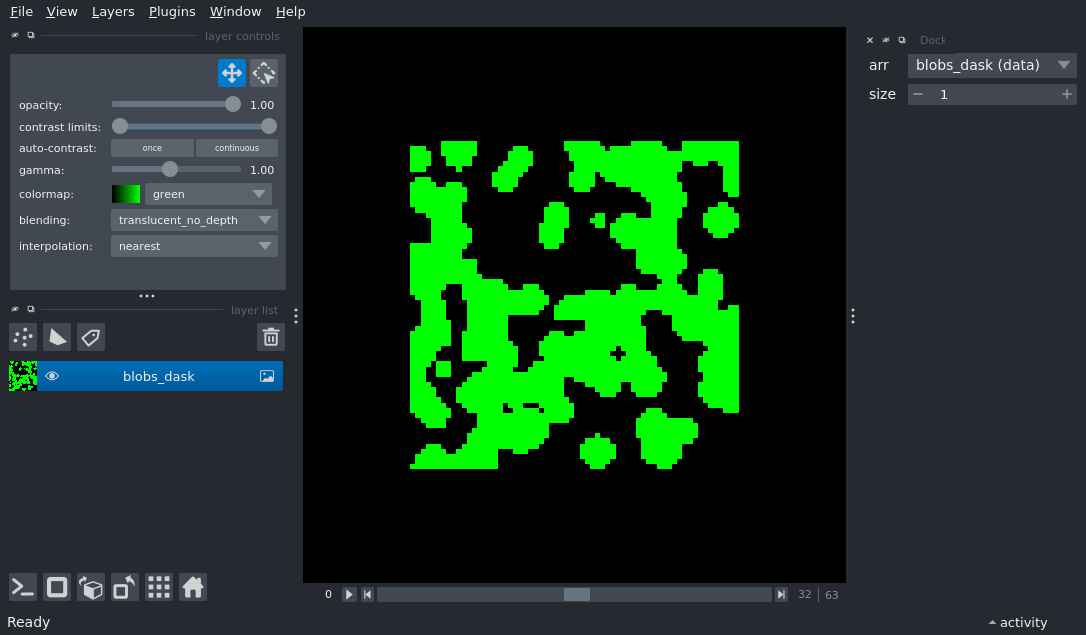 File View Layers Plugins Window Help
layer controls
opacity: 1.00
contrast limits:
auto-contrast: once continuous
gamma: 1.00
colormap: green
blending: translucent_no_depth
interpolation: nearest
layer list
blobs_dask
0 32 63
Ready
activity
Dock
arr blobs_dask (data)
size 1